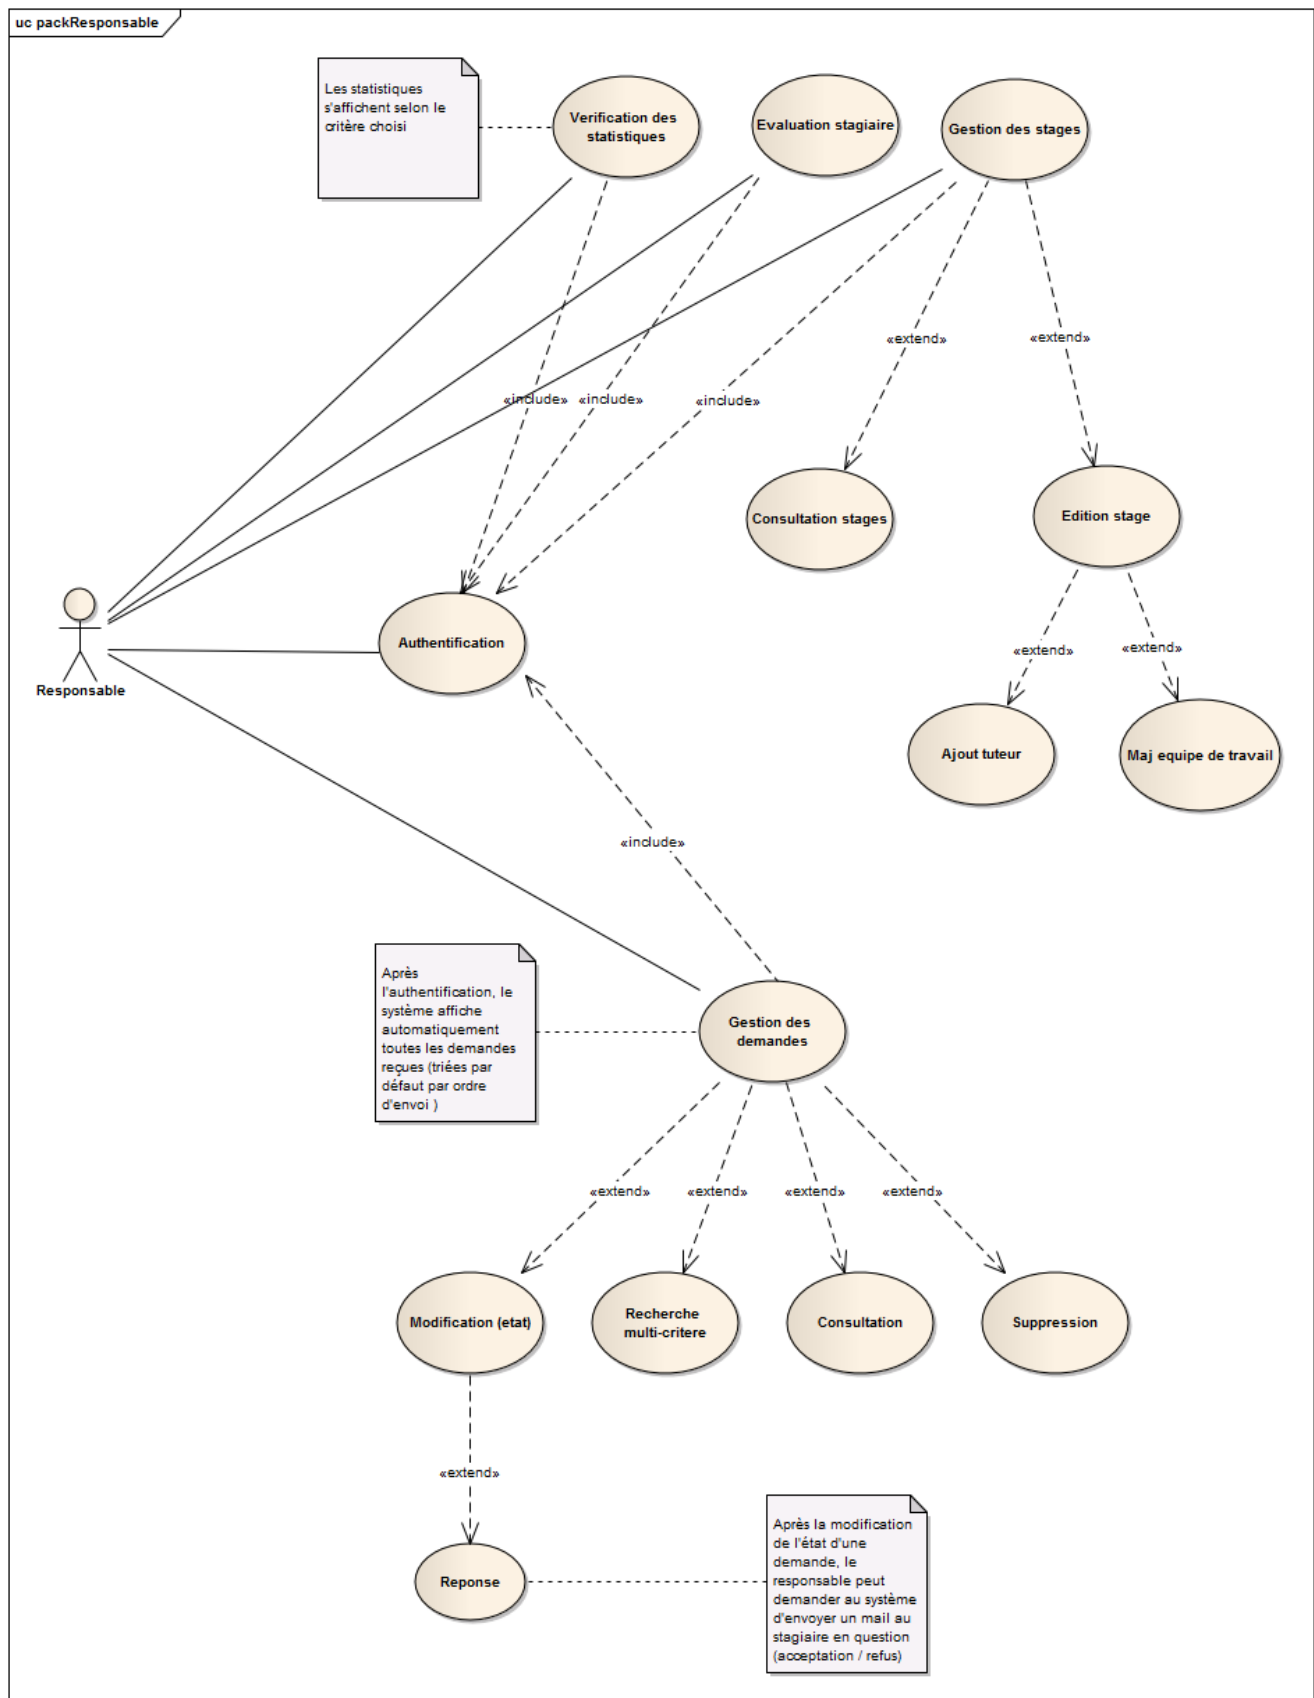 uc packResponsable
Les statistiques
s'affichent selon le
critère choisi
Verification des
statistiques
Evaluation stagiaire
Gestion des stages
«extend»
«extend»
«include»
«include»
«include»
Consultation stages
Edition stage
Authentification
Responsable
«extend»
«extend»
Ajout tuteur
Maj equipe de travail
«include»
Après
l'authentification, le
système affiche
automatiquement
toutes les demandes
reçues (triées par
défaut par ordre
d'envoi )
Gestion des
demandes
«extend»
«extend»
«extend»
«extend»
Modification (etat)
Recherche
multi-critere
Consultation
Suppression
«extend»
Reponse
Après la modification
de l'état d'une
demande, le
responsable peut
demander au système
d'envoyer un mail au
stagiaire en question
(acceptation / refus)